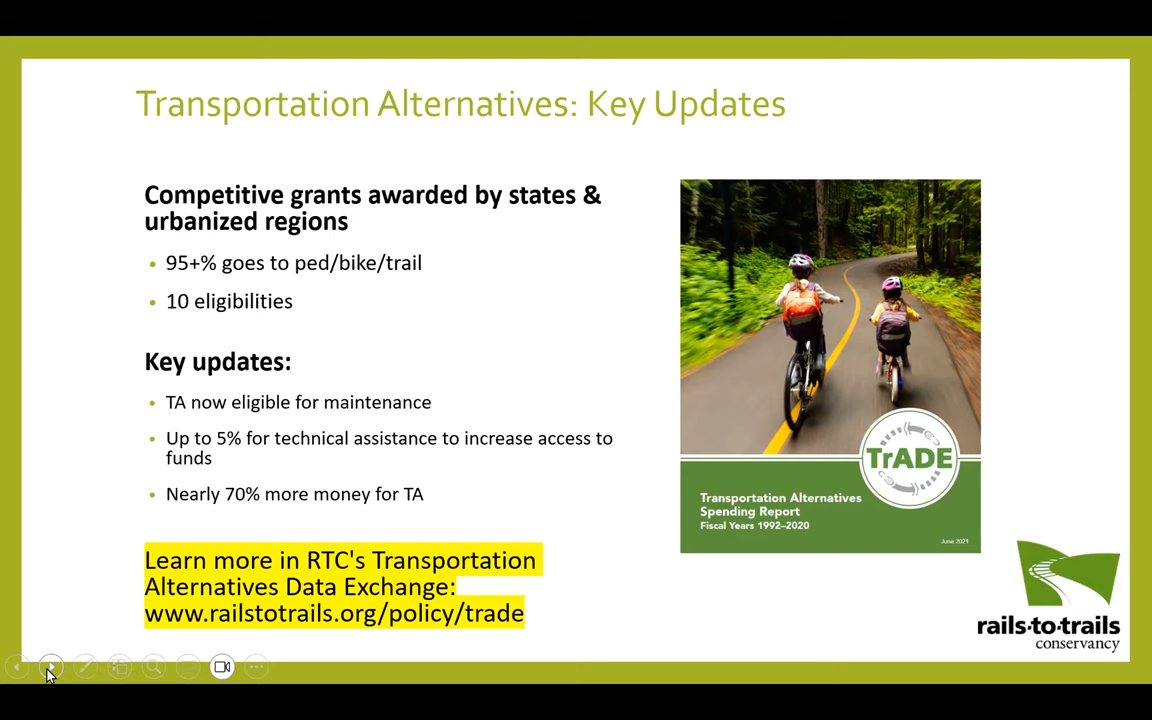 Transportation Alternatives: Key Updates
Competitive grants awarded by states &
urbanized regions
• 95+% goes to ped/bike/trail
• 10 eligibilities
Key updates:
• TA now eligible for maintenance
• Up to 5% for technical assistance to increase access to
funds
• Nearly 70% more money for TA
Learn more in RTC's Transportation
Alternatives Data Exchange:
www.railstotrails.org/policy/trade
TrADE
Transportation Alternatives
Spending Report
Fiscal Years 1992–2020
June 2021
rails·to·trails
conservancy